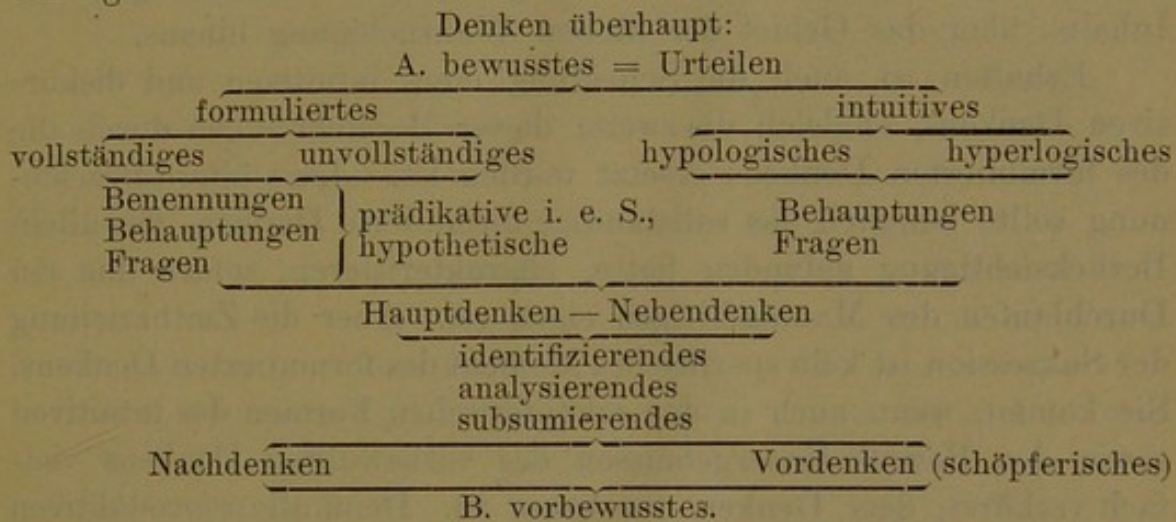 Denken überhaupt:
A. bewusstes = Urteilen
formuliertes intuitives
vollständiges unvollständiges hypologisches hyperlogisches
Benennungen
Behauptungen
Fragen
prädikative i. e. S.,
hypothetische
Behauptungen
Fragen
Hauptdenken — Nebendenken
identifizierendes
analysierendes
subsumierendes
Nachdenken Vordenken (schöpferisches)
B. vorbewusstes.